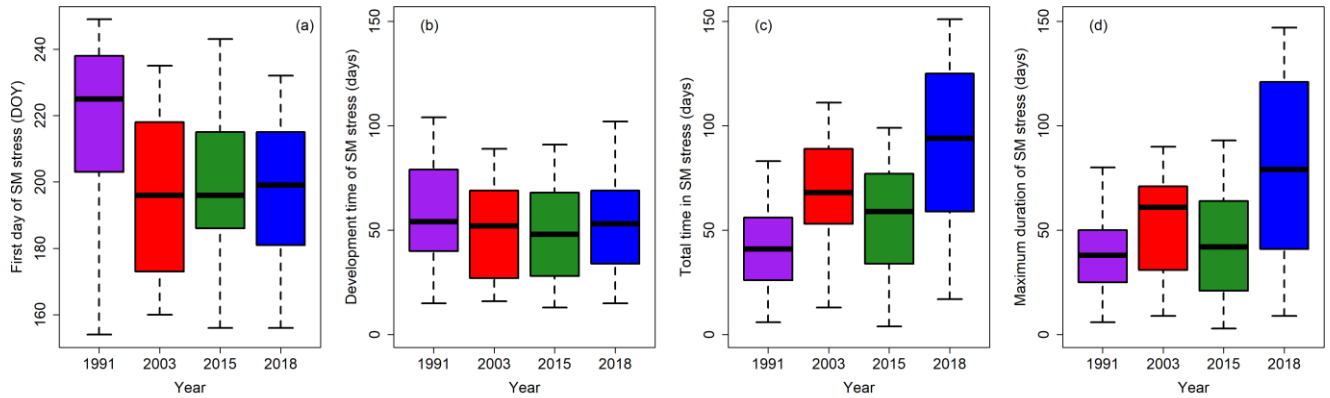 (a)
First day of SM stress (DOY)
240
220
200
180
160
1991 2003 2015 2018
Year
(b)
Development time of SM stress (days)
150
100
50
0
1991 2003 2015 2018
Year
(c)
Total time in SM stress (days)
150
100
50
0
1991 2003 2015 2018
Year
(d)
Maximum duration of SM stress (days)
150
100
50
0
1991 2003 2015 2018
Year